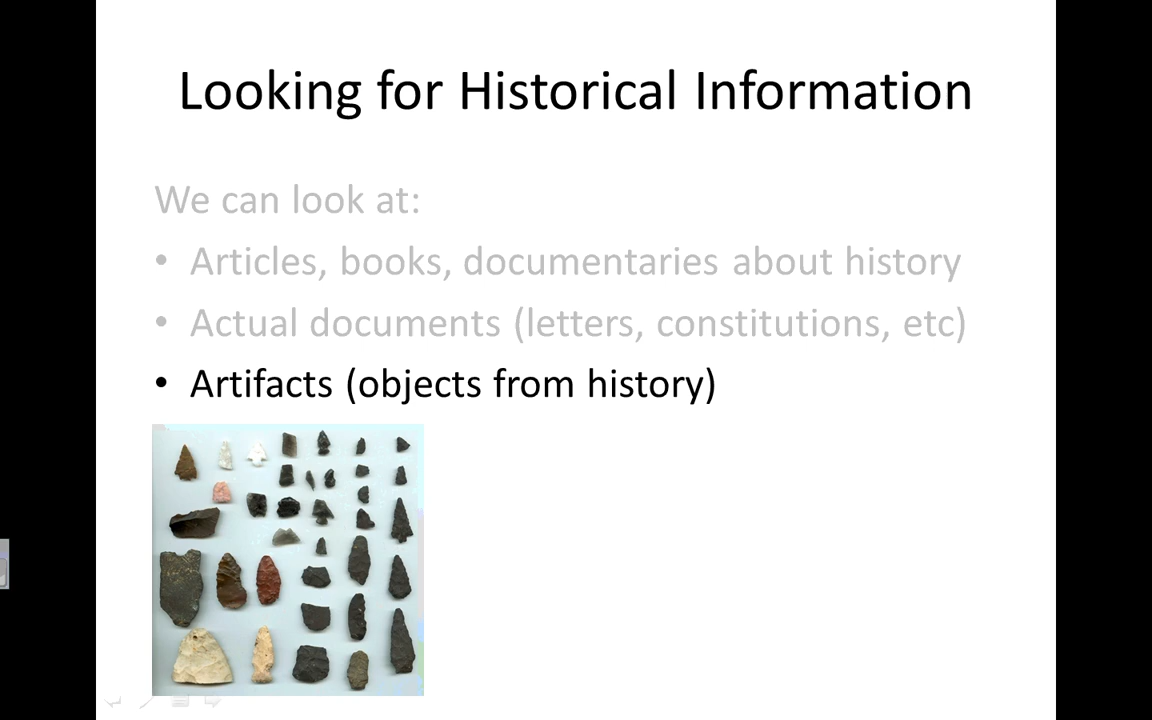 Looking for Historical Information
We can look at:
• Articles, books, documentaries about history
• Actual documents (letters, constitutions, etc)
• Artifacts (objects from history)